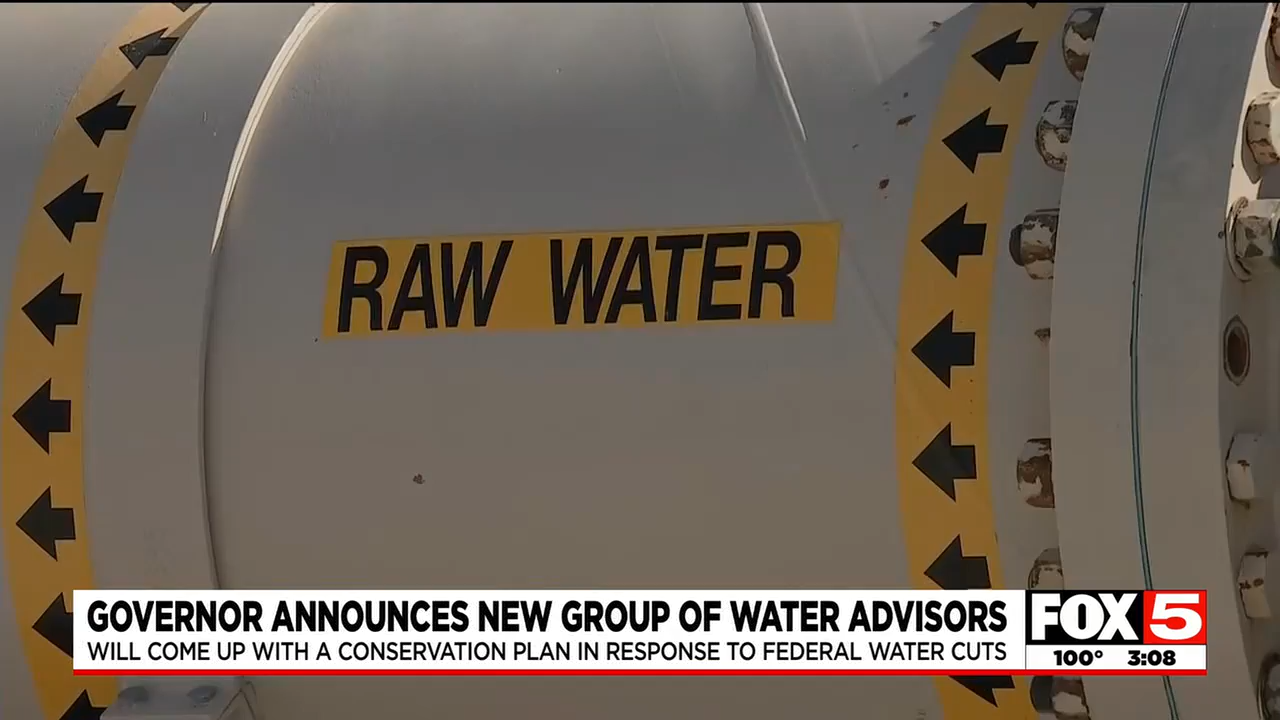 RAW WATER
GOVERNOR ANNOUNCES NEW GROUP OF WATER ADVISORS
WILL COME UP WITH A CONSERVATION PLAN IN RESPONSE TO FEDERAL WATER CUTS
FOX 5
100° 3:08